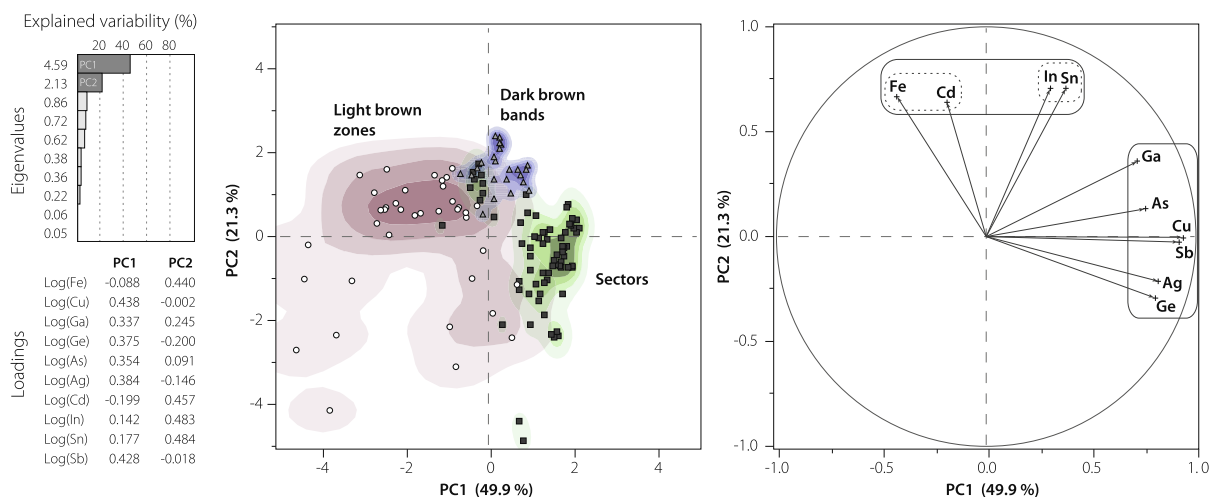 Explained variability (%)
20 40 60 80
Eigenvalues
4.59 PC1
2.13 PC2
0.86
0.72
0.62
0.38
0.36
0.22
0.06
0.05
Loadings
PC1 PC2
Log(Fe) -0.088 0.440
Log(Cu) 0.438 -0.002
Log(Ga) 0.337 0.245
Log(Ge) 0.375 -0.200
Log(As) 0.354 0.091
Log(Ag) 0.384 -0.146
Log(Cd) -0.199 0.457
Log(In) 0.142 0.483
Log(Sn) 0.177 0.484
Log(Sb) 0.428 -0.018
PC2 (21.3 %)
4
2
0
-2
-4
Light brown
zones
Dark brown
bands
Sectors
-4 -2 0 2 4
PC1 (49.9 %)
PC2 (21.3 %)
1.0
0.5
0.0
-0.5
-1.0
Fe
Cd
In Sn
Ga
As
Cu
Sb
Ag
Ge
-1.0 -0.5 0.0 0.5 1.0
PC1 (49.9 %)